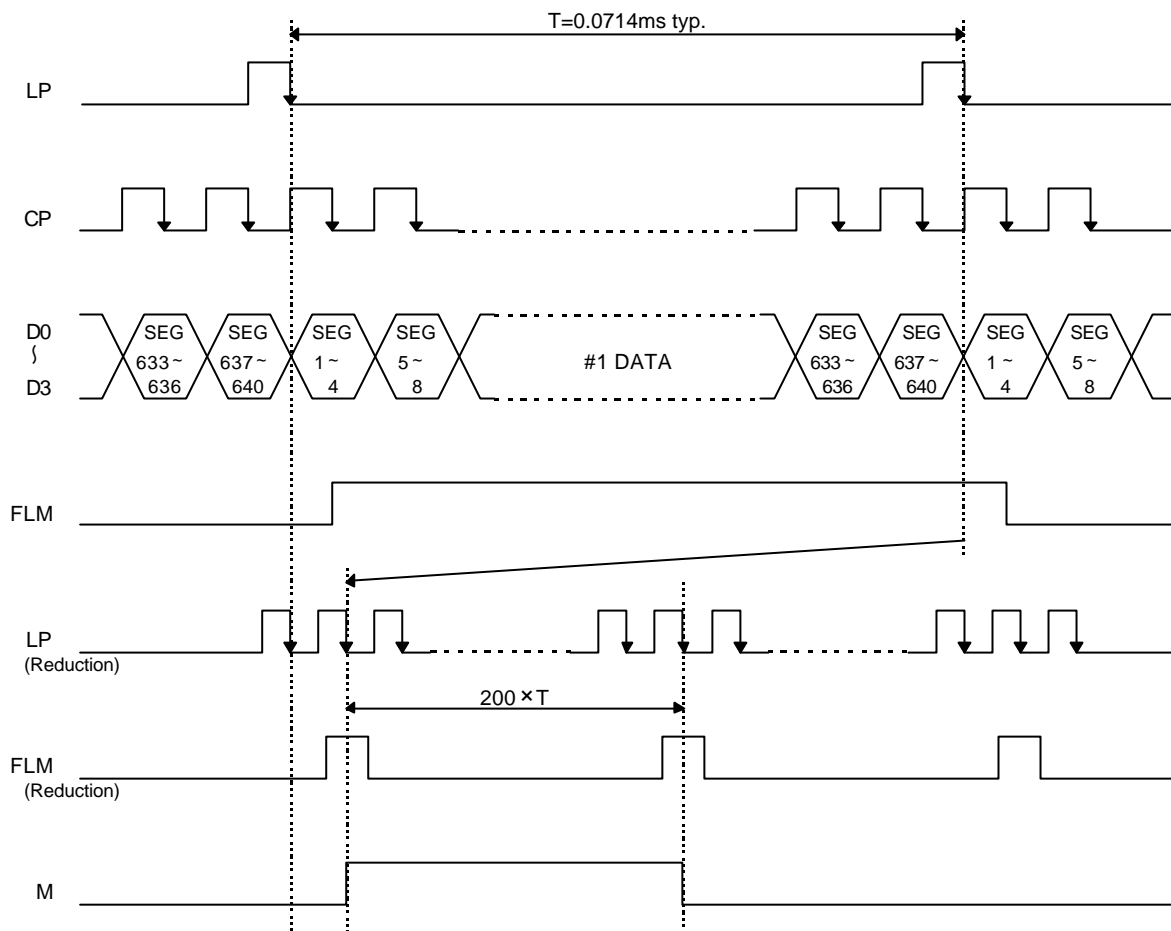 T=0.0714ms typ.
LP
CP
D0
~
D3
SEG
633~
636
SEG
637~
640
SEG
1~
4
SEG
5~
8
#1 DATA
SEG
633~
636
SEG
637~
640
SEG
1~
4
SEG
5~
8
FLM
LP
(Reduction)
200×T
FLM
(Reduction)
M